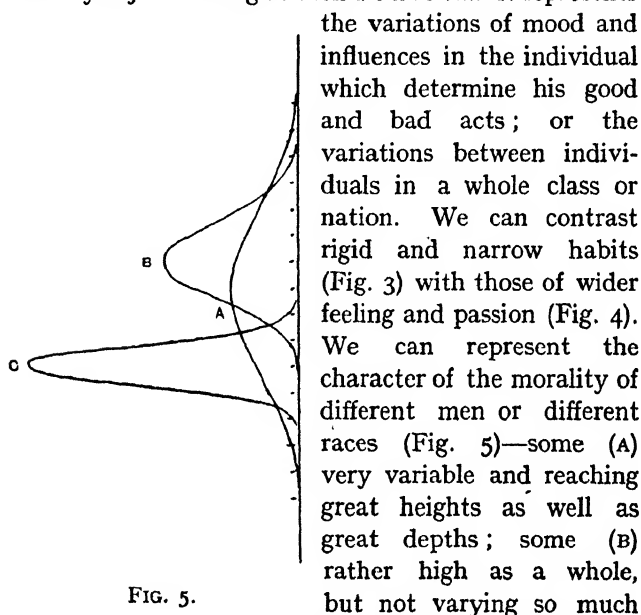 the variations of mood and
influences in the individual
which determine his good
and bad acts; or the
variations between indivi-
duals in a whole class or
nation. We can contrast
rigid and narrow habits
(Fig. 3) with those of wider
feeling and passion (Fig. 4).
We can represent the
character of the morality of
different men or different
races (Fig. 5)—some (A)
very variable and reaching
great heights as well as
great depths; some (B)
rather high as a whole,
but not varying so much
B
A
C
FIG. 5.